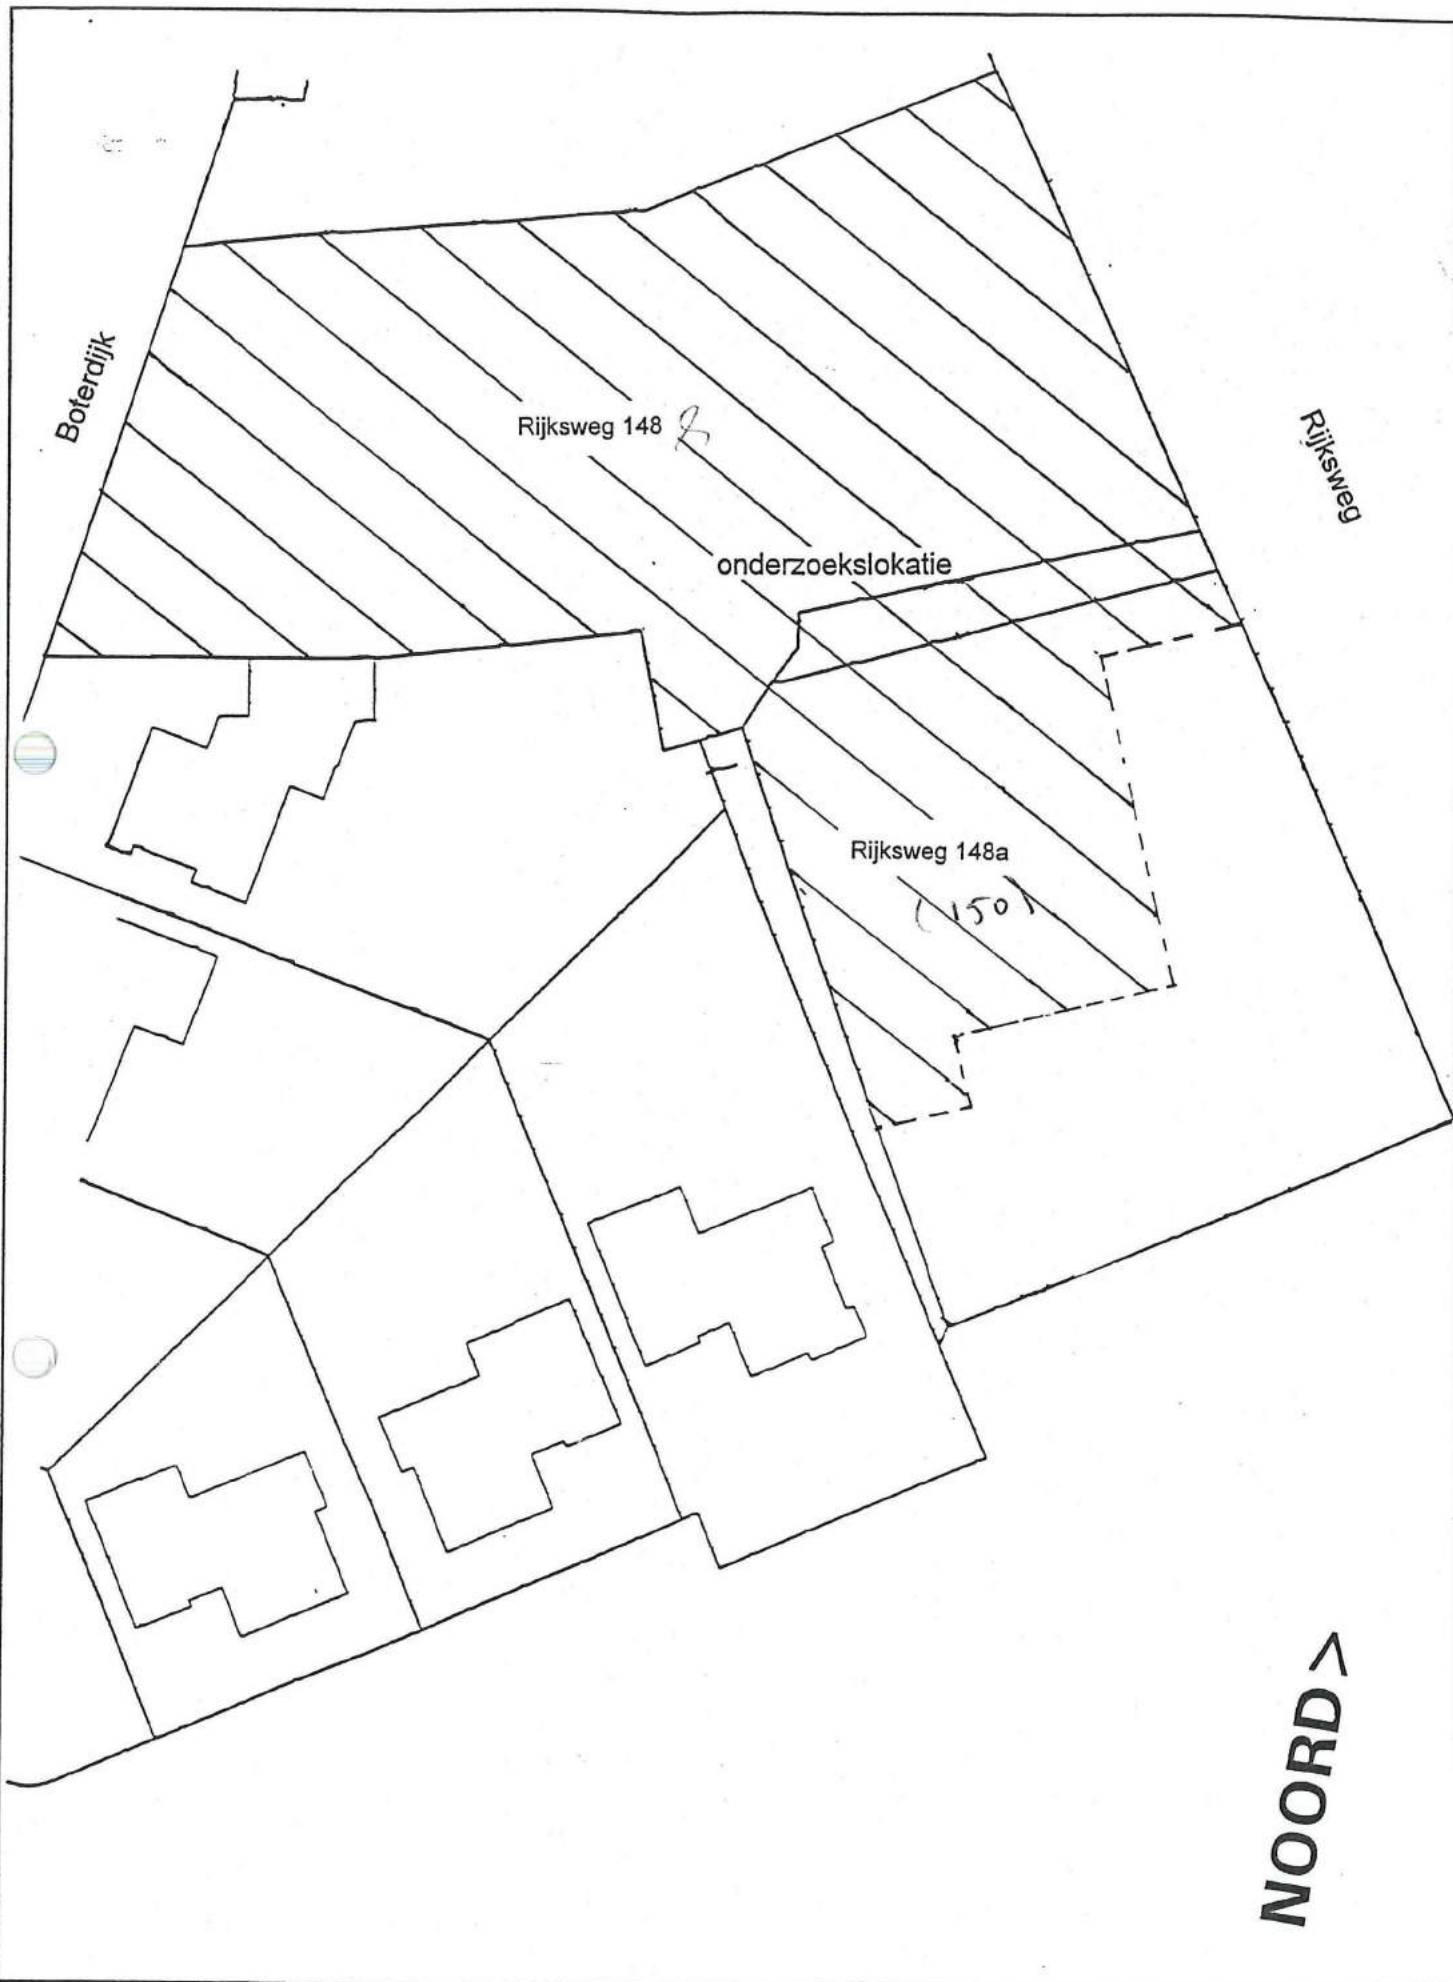 Boterdijk
Rijksweg 148
Rijksweg
onderzoekslokatie
Rijksweg 148a
(150)
NOORD >